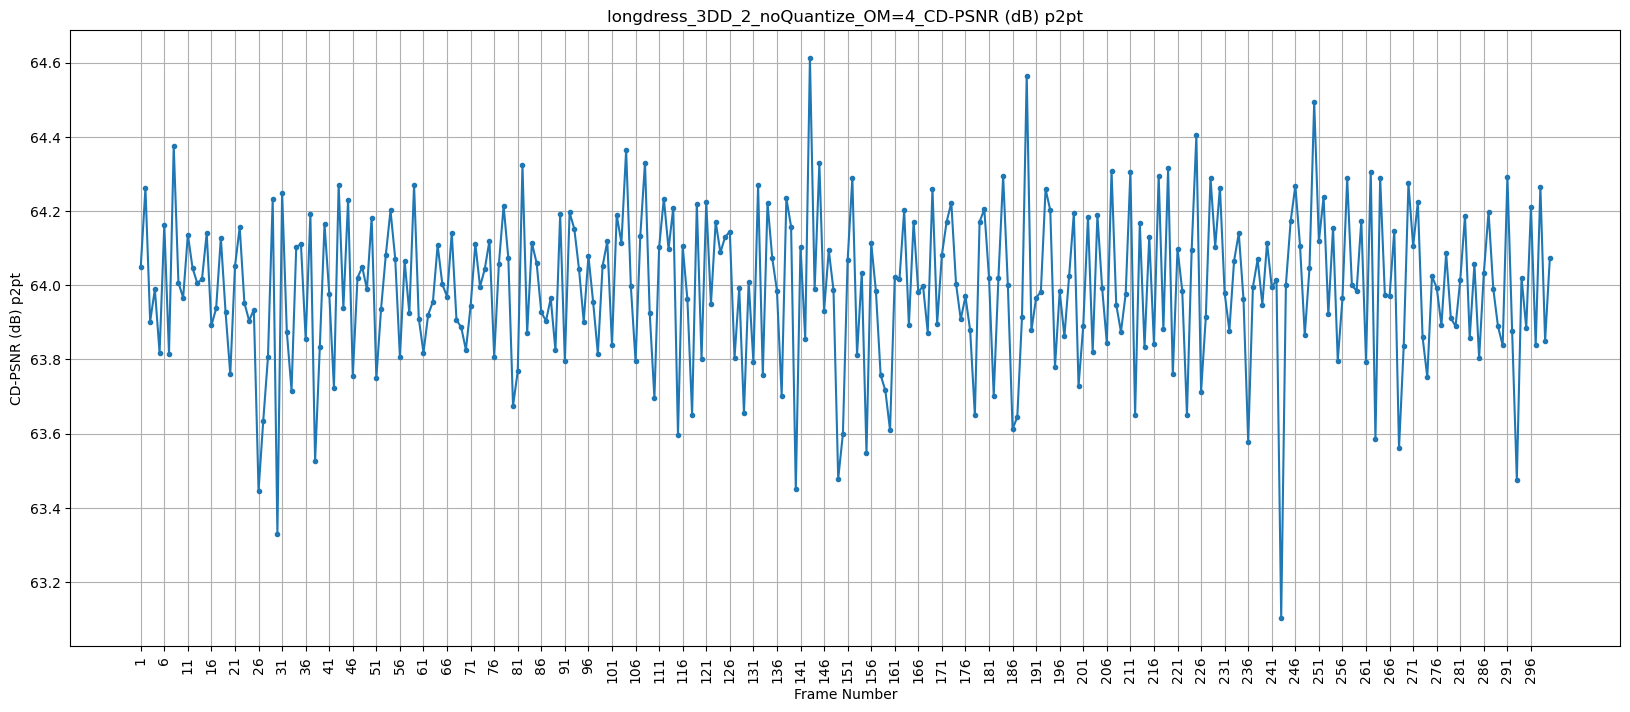 longdress_3DD_2_noQuantize_OM=4_CD-PSNR (dB) p2pt
CD-PSNR (dB) p2pt
64.6
64.4
64.2
64.0
63.8
63.6
63.4
63.2
1 6 11 16 21 26 31 36 41 46 51 56 61 66 71 76 81 86 91 96 101 106 111 116 121 126 131 136 141 146 151 156 161 166 171 176 181 186 191 196 201 206 211 216 221 226 231 236 241 246 251 256 261 266 271 276 281 286 291 296
Frame Number